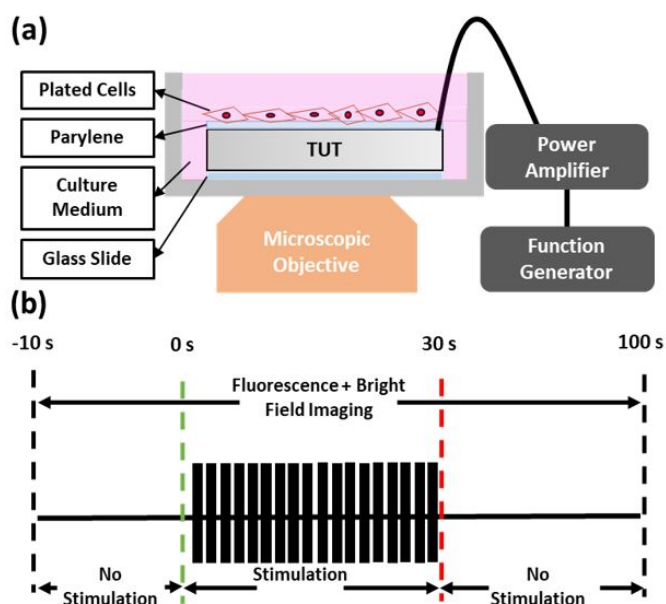 (a)
Plated Cells
Parylene
Culture
Medium
Glass Slide
TUT
Microscopic
Objective
Power
Amplifier
Function
Generator
(b)
-10 s
0 s
30 s
100 s
Fluorescence + Bright
Field Imaging
No
Stimulation
Stimulation
No
Stimulation